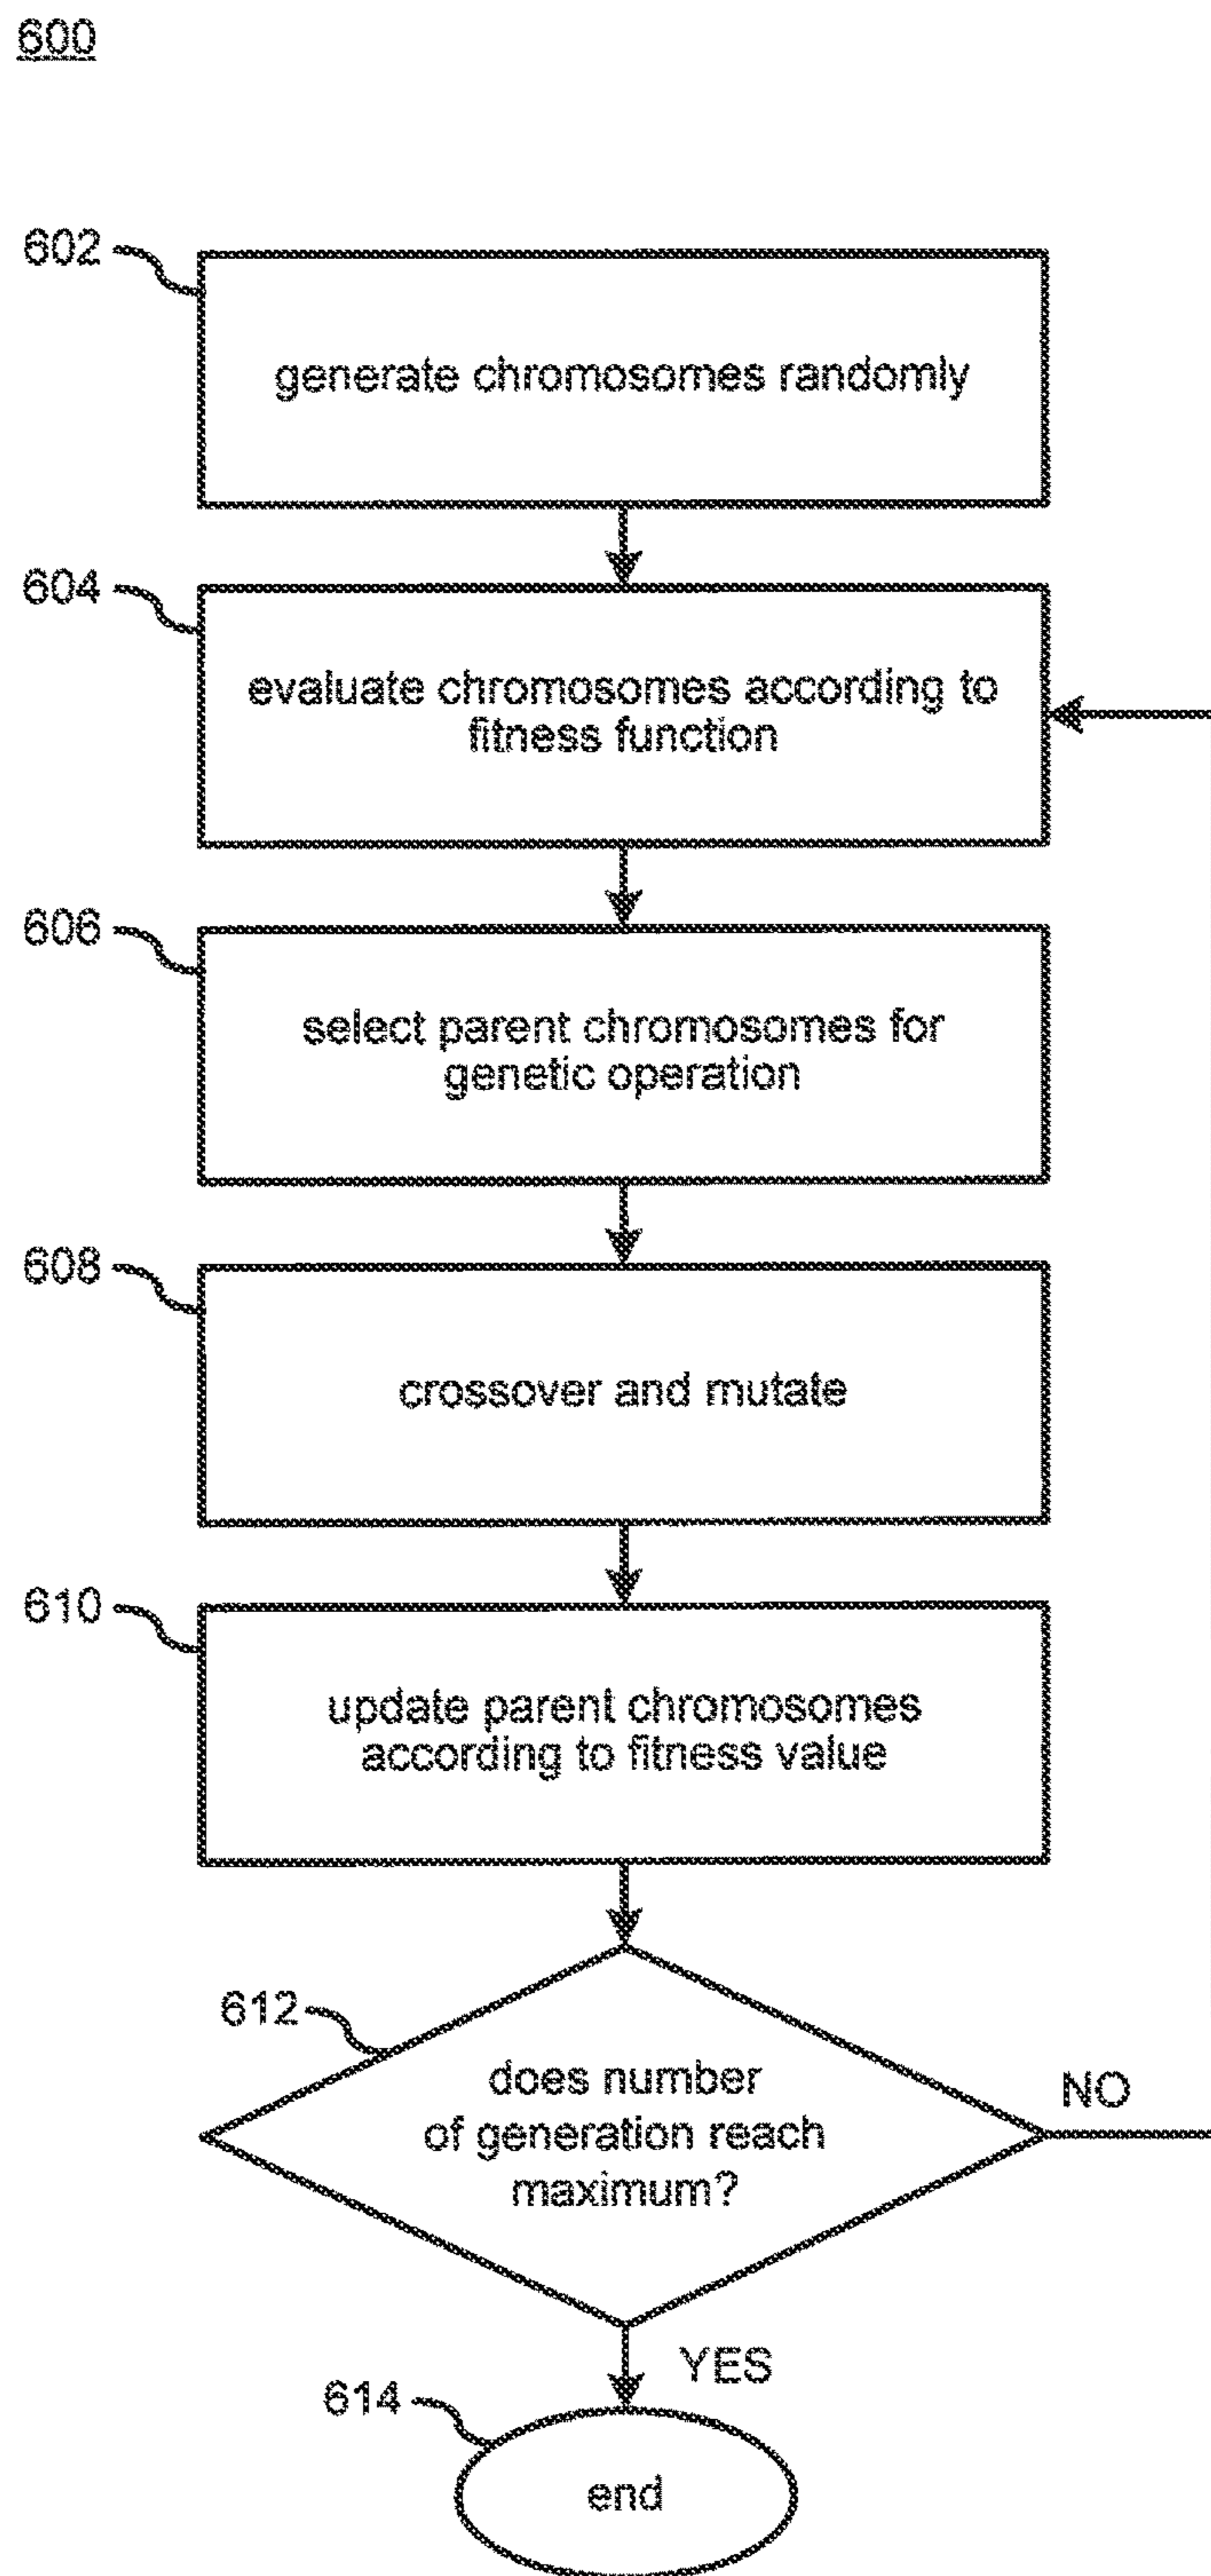 600
602
generate chromosomes randomly
604
evaluate chromosomes according to
fitness function
606
select parent chromosomes for
genetic operation
608
crossover and mutate
610
update parent chromosomes
according to fitness value
612
does number
of generation reach
maximum?
NO
YES
614
end